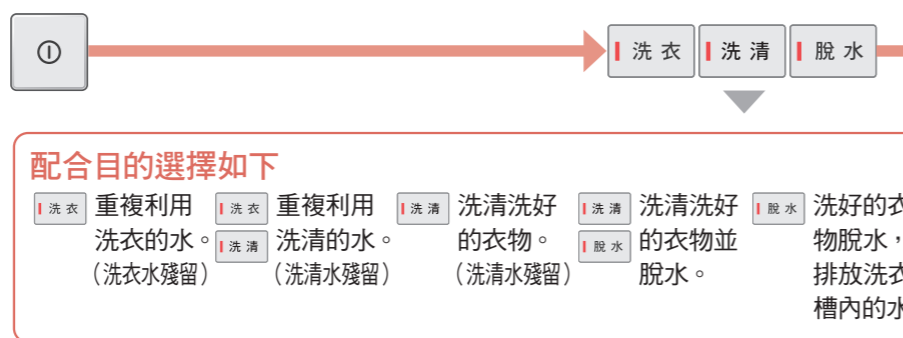 洗衣 洗清 脫水
配合目的選擇如下
洗衣 重複利用
洗衣的水。
(洗衣水殘留)
洗衣 洗清 重複利用
洗清的水。
(洗清水殘留)
洗清 洗清洗好
的衣物。
(洗清水殘留)
洗清 脫水 洗清洗好
的衣物並
脫水。
脫水 洗好的衣
物脫水，
排放洗衣
槽內的水